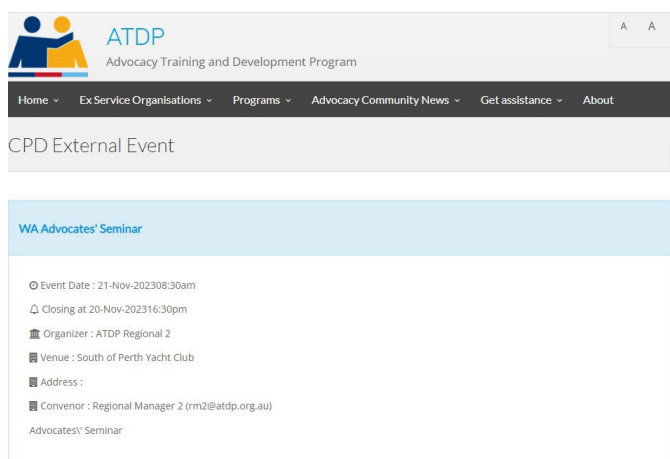 ATDP
Advocacy Training and Development Program
A A
Home Ex Service Organisations Programs Advocacy Community News Get assistance About
CPD External Event
WA Advocates' Seminar
Event Date : 21-Nov-202308:30am
Closing at 20-Nov-202316:30pm
Organizer : ATDP Regional 2
Venue : South of Perth Yacht Club
Address :
Convenor : Regional Manager 2 (rm2@atdp.org.au)
Advocates\' Seminar